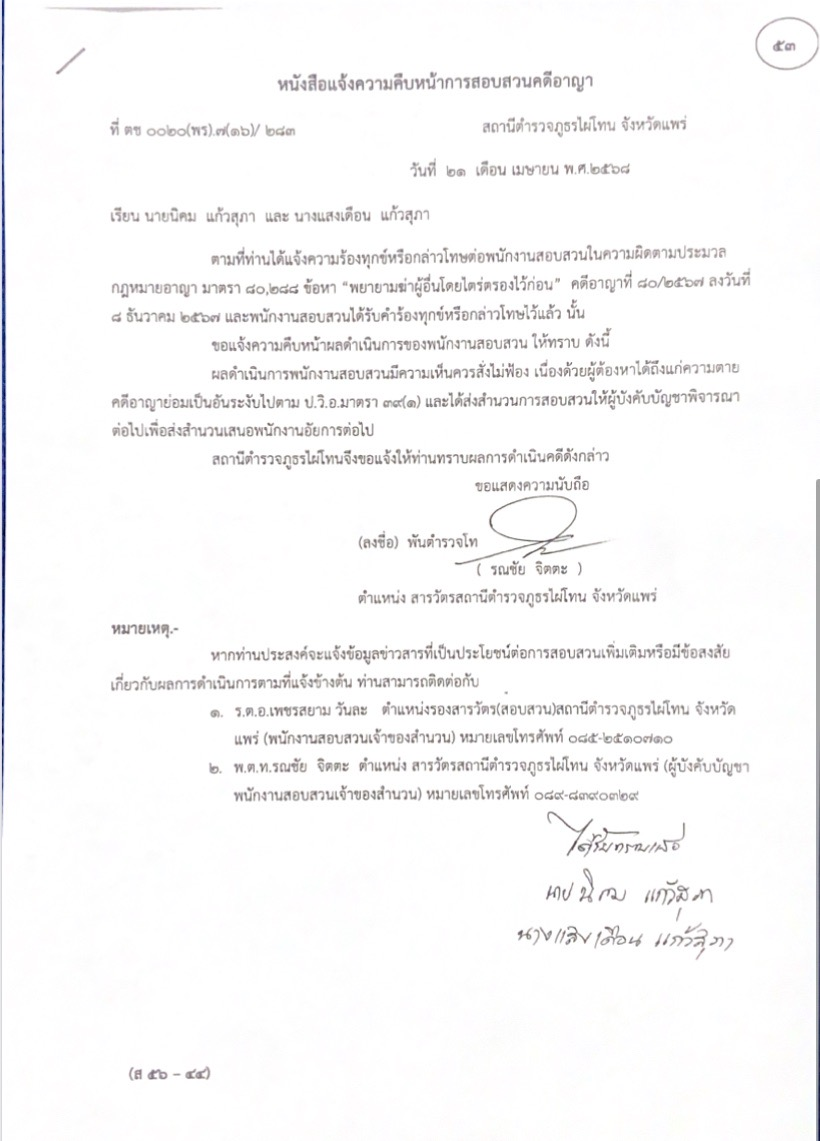 ๕๓
หนังสือแจ้งความคืบหน้าการสอบสวนคดีอาญา
ที่ ตช ๐๐๒๐(พร).๗(๑๖)/ ๒๘๓ สถานีตำรวจภูธรไผ่โทน จังหวัดแพร่
วันที่ ๒๑ เดือน เมษายน พ.ศ.๒๕๖๘
เรียน นายนิคม แก้วสุภา และ นางแสงเดือน แก้วสุภา
ตามที่ท่านได้แจ้งความร้องทุกข์หรือกล่าวโทษต่อพนักงานสอบสวนในความผิดตามประมวล
กฎหมายอาญา มาตรา ๘๐,๒๘๘ ข้อหา “พยายามฆ่าผู้อื่นโดยไตร่ตรองไว้ก่อน” คดีอาญาที่ ๘๐/๒๕๖๗ ลงวันที่
๘ ธันวาคม ๒๕๖๗ และพนักงานสอบสวนได้รับคำร้องทุกข์หรือกล่าวโทษไว้แล้ว นั้น
ขอแจ้งความคืบหน้าผลดำเนินการของพนักงานสอบสวน ให้ทราบ ดังนี้
ผลดำเนินการพนักงานสอบสวนมีความเห็นควรสั่งไม่ฟ้อง เนื่องด้วยผู้ต้องหาได้ถึงแก่ความตาย
คดีอาญาย่อมเป็นอันระงับไปตาม ป.วิ.อ.มาตรา ๓๙(๑) และได้ส่งสำนวนการสอบสวนให้ผู้บังคับบัญชาพิจารณา
ต่อไปเพื่อส่งสำนวนเสนอพนักงานอัยการต่อไป
สถานีตำรวจภูธรไผ่โทนจึงขอแจ้งให้ท่านทราบผลการดำเนินคดีดังกล่าว
ขอแสดงความนับถือ
(ลงชื่อ) พันตำรวจโท
( รณชัย จิตตะ )
ตำแหน่ง สารวัตรสถานีตำรวจภูธรไผ่โทน จังหวัดแพร่
หมายเหตุ.-
หากท่านประสงค์จะแจ้งข้อมูลข่าวสารที่เป็นประโยชน์ต่อการสอบสวนเพิ่มเติมหรือมีข้อสงสัย
เกี่ยวกับผลการดำเนินการตามที่แจ้งข้างต้น ท่านสามารถติดต่อกับ
๑. ร.ต.อ.เพชรสยาม วันละ ตำแหน่งรองสารวัตร(สอบสวน)สถานีตำรวจภูธรไผ่โทน จังหวัด
แพร่ (พนักงานสอบสวนเจ้าของสำนวน) หมายเลขโทรศัพท์ ๐๘๕-๒๕๑๐๗๑๐
๒. พ.ต.ท.รณชัย จิตตะ ตำแหน่ง สารวัตรสถานีตำรวจภูธรไผ่โทน จังหวัดแพร่ (ผู้บังคับบัญชา
พนักงานสอบสวนเจ้าของสำนวน) หมายเลขโทรศัพท์ ๐๘๙-๘๓๙๐๓๒๙
ได้รับทราบแล้ว
นาย นิคม แก้วสุภา
นางแสงเดือน แก้วสุภา
(ส ๕๖ – ๔๔)